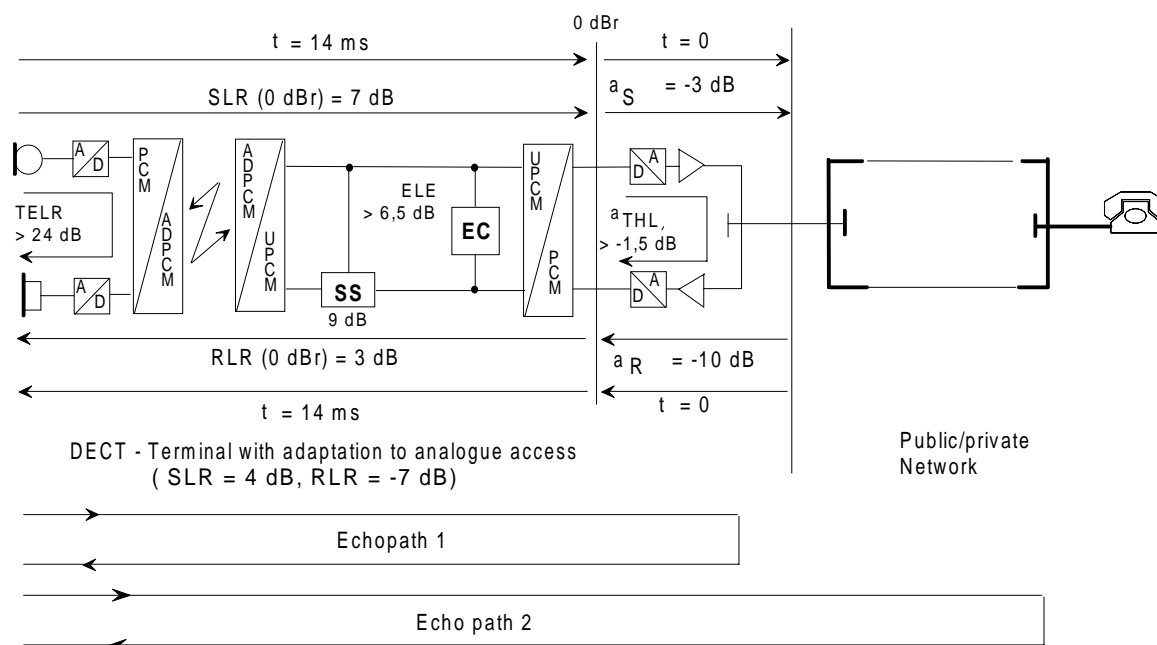 0 dBr
t = 14 ms
t = 0
SLR (0 dBr) = 7 dB
a S = -3 dB
A D
PCM ADPCM
ADPCM UPCM
ELE
> 6,5 dB
EC
UPCM PCM
D A
TELR
> 24 dB
a THL,
> -1,5 dB
A D
SS
9 dB
D A
RLR (0 dBr) = 3 dB
a R = -10 dB
t = 14 ms
t = 0
DECT - Terminal with adaptation to analogue access
( SLR = 4 dB, RLR = -7 dB)
Public/private
Network
Echopath 1
Echo path 2